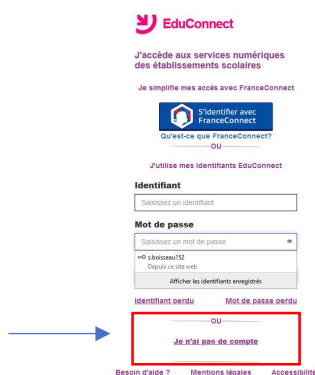 EduConnect
J'accède aux services numériques
des établissements scolaires
Je simplifie mes accès avec FranceConnect
S'identifier avec
FranceConnect
Qu'est-ce que FranceConnect?
OU
J'utilise mes identifiants EduConnect
Identifiant
Saisissez un identifiant
Mot de passe
Saisissez un mot de passe
s.boisseau152
Depuis ce site web
Afficher les identifiants enregistrés
Identifiant perdu Mot de passe perdu
OU
Je n'ai pas de compte
Besoin d'aide ? Mentions légales Accessibilité